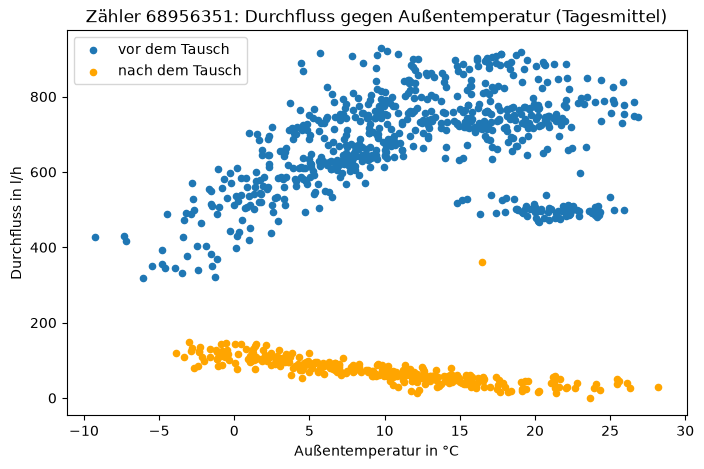 Zähler 68956351: Durchfluss gegen Außentemperatur (Tagesmittel)
vor dem Tausch
nach dem Tausch
Durchfluss in l/h
800
600
400
200
0
−10
−5
0
5
10
15
20
25
30
Außentemperatur in °C